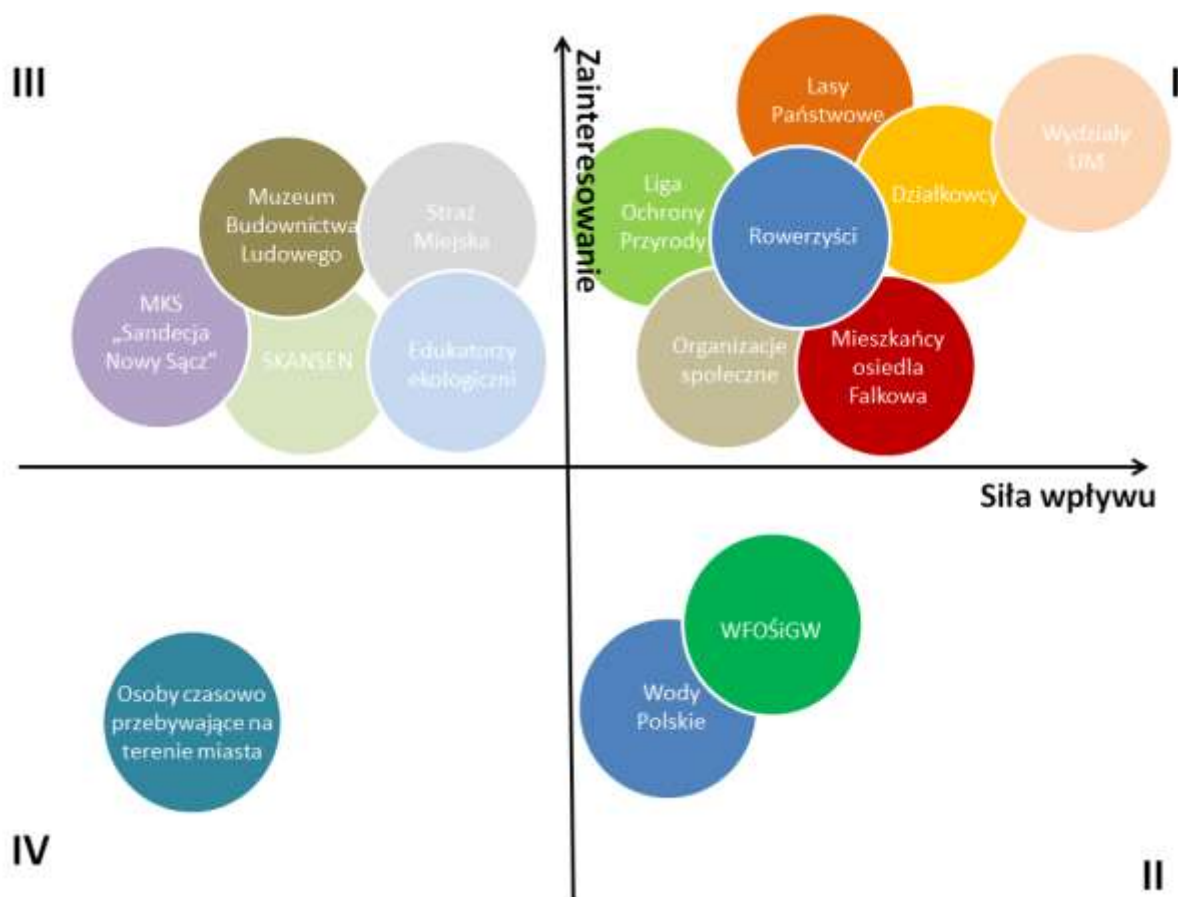 III
I
Zainteresowanie
Lasy
Państwowe
Wydziały
UM
Liga
Ochrony
Przyrody
Działkowcy
Rowerzyści
Muzeum
Budownictwa
Ludowego
Straż
Miejska
MKS
„Sandecja
Nowy Sącz”
SKANSEN
Edukatorzy
ekologiczni
Organizacje
społeczne
Mieszkańcy
osiedla
Falkowa
Siła wpływu
WFOŚiGW
Wody
Polskie
Osoby czasowo
przebywające na
terenie miasta
IV
II